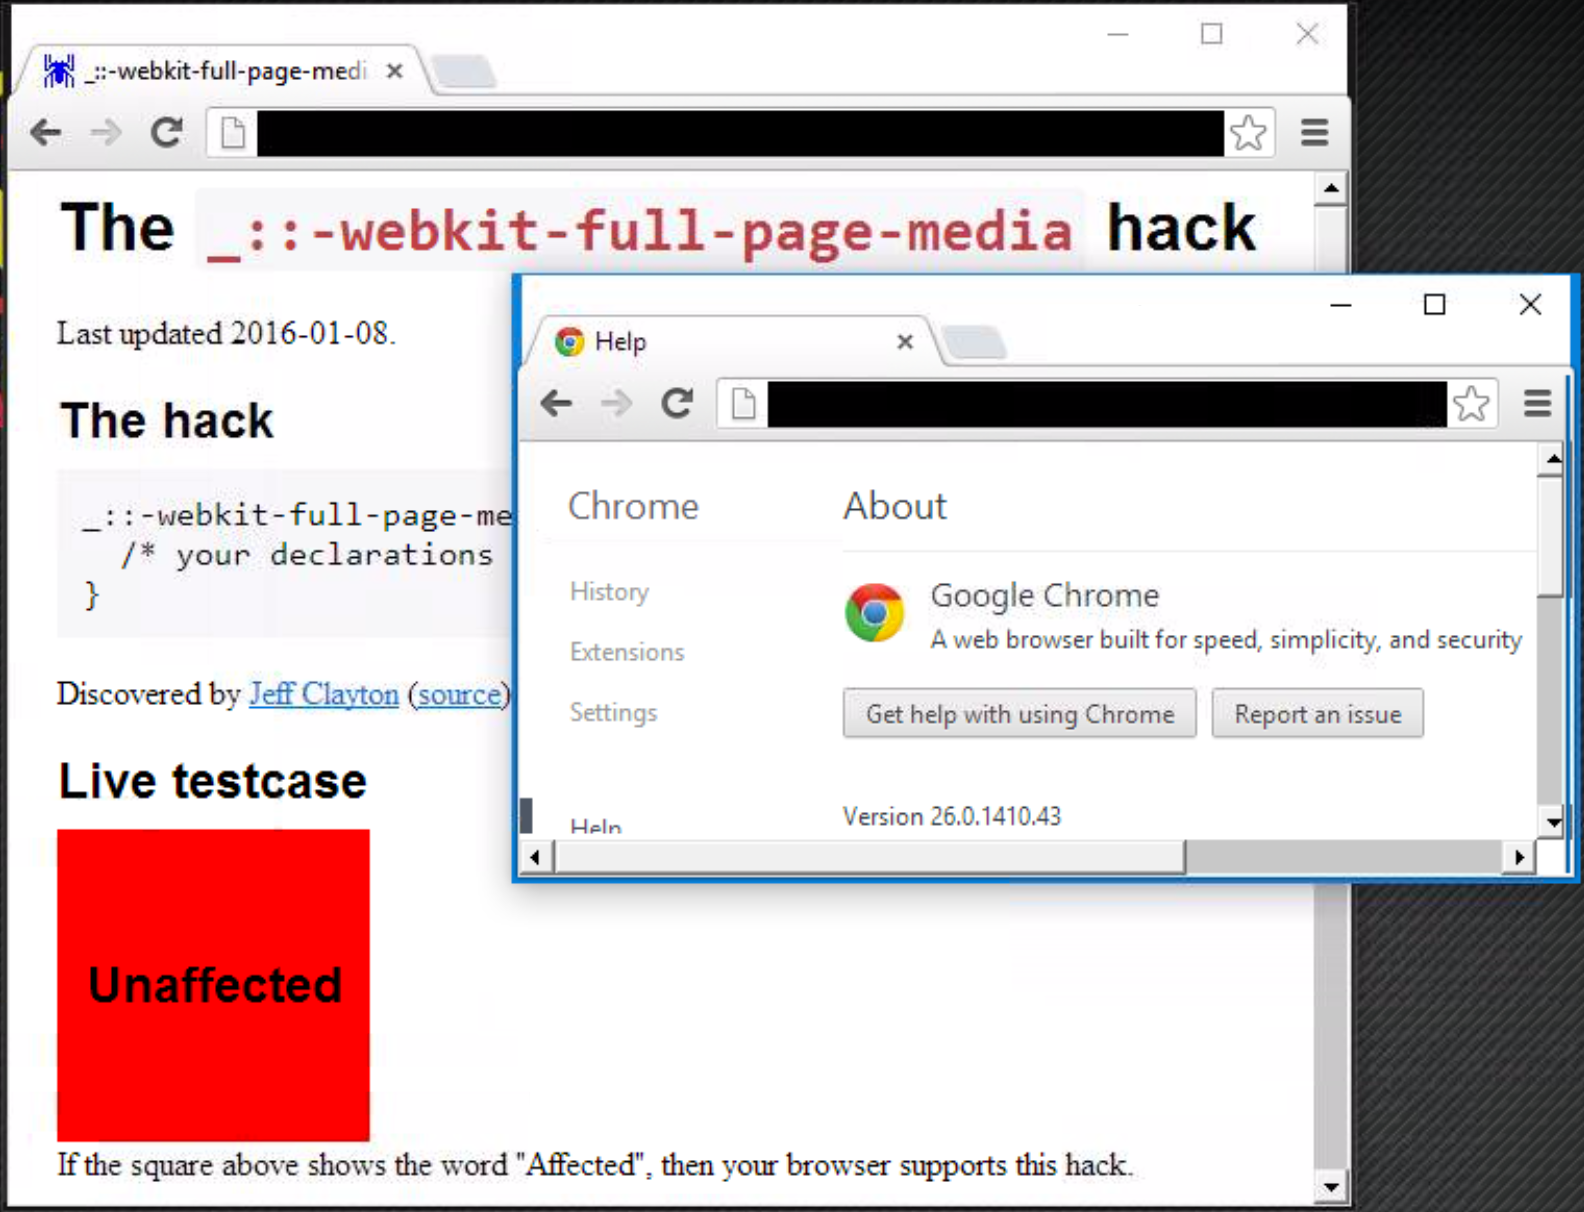 _::-webkit-full-page-medi
The _::-webkit-full-page-media hack
Last updated 2016-01-08.
The hack
_::-webkit-full-page-me
/* your declarations
}
Discovered by Jeff Clayton (source)
Live testcase
Unaffected
If the square above shows the word "Affected", then your browser supports this hack.
Help
Chrome
History
Extensions
Settings
Help
About
Google Chrome
A web browser built for speed, simplicity, and security
Get help with using Chrome
Report an issue
Version 26.0.1410.43